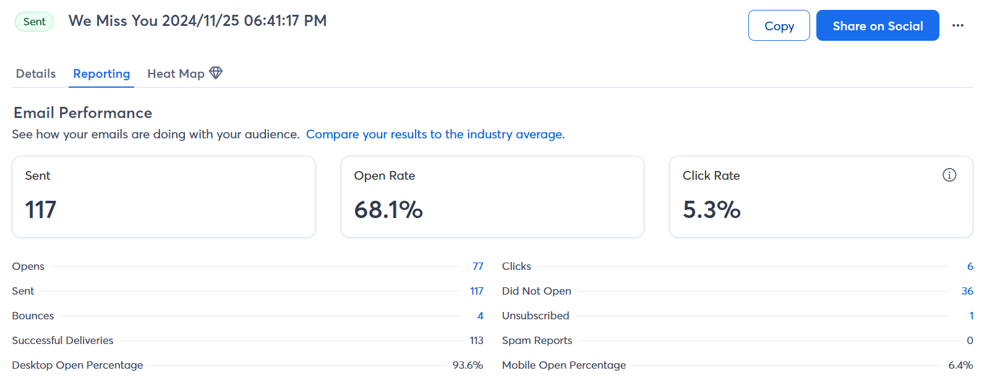 Sent
We Miss You 2024/11/25 06:41:17 PM
Copy
Share on Social
Details
Reporting
Heat Map
Email Performance
See how your emails are doing with your audience. Compare your results to the industry average.
Sent
117
Open Rate
68.1%
Click Rate
5.3%
Opens 77
Sent 117
Bounces 4
Successful Deliveries 113
Desktop Open Percentage 93.6%
Clicks 6
Did Not Open 36
Unsubscribed 1
Spam Reports 0
Mobile Open Percentage 6.4%